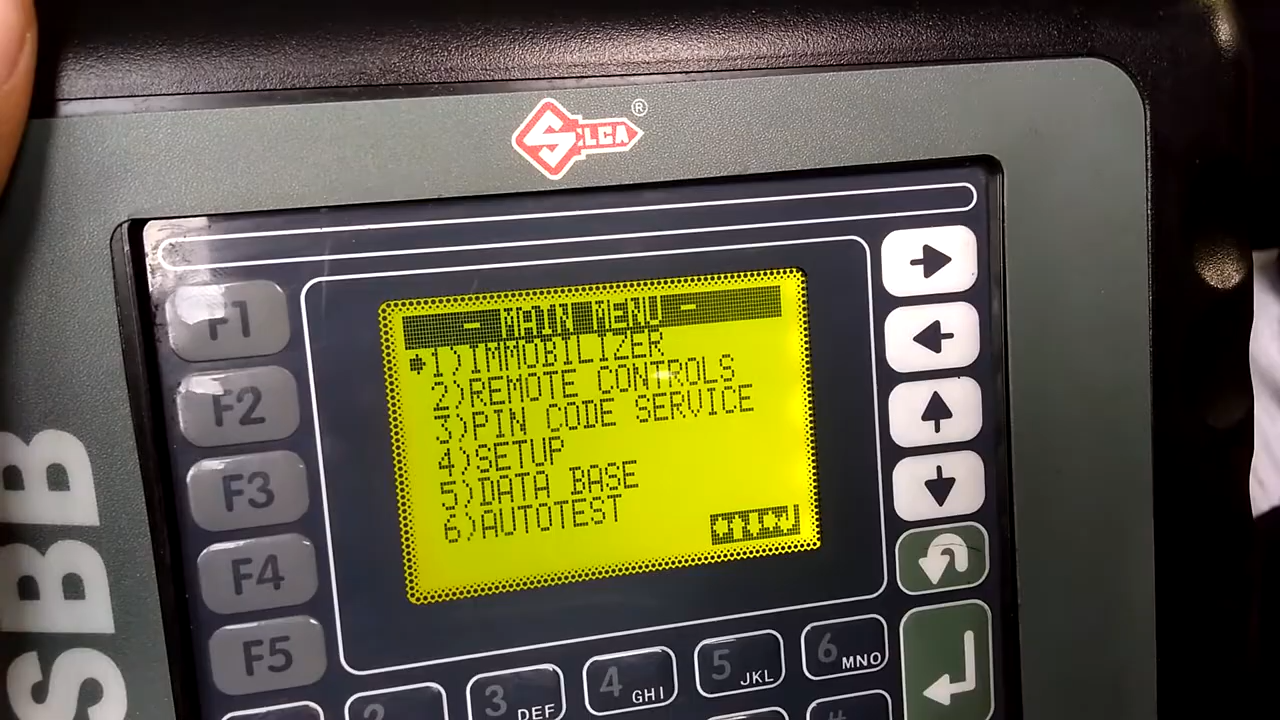 SILCA ®
- MAIN MENU -
1)IMMOBILIZER
2)REMOTE CONTROLS
3)PIN CODE SERVICE
4)SETUP
5)DATA BASE
6)AUTOTEST
F1
F2
F3
F4
F5
SBB
2
3 DEF
4 GHI
5 JKL
6 MNO